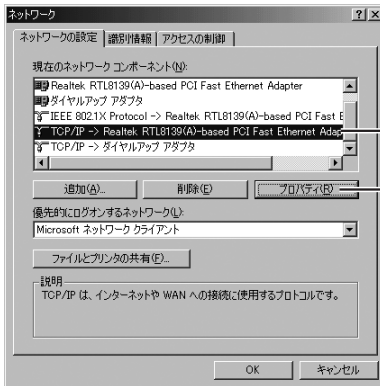 ネットワーク
ネットワークの設定 識別情報 アクセスの制御
現在のネットワーク コンポーネント(N):
Realtek RTL8139(A)-based PCI Fast Ethernet Adapter
ダイヤルアップ アダプタ
IEEE 802.1X Protocol -> Realtek RTL8139(A)-based PCI Fast E
TCP/IP -> Realtek RTL8139(A)-based PCI Fast Ethernet Adap
TCP/IP -> ダイヤルアップ アダプタ
追加(A)... 削除(E) プロパティ(R)
優先的にログオンするネットワーク(L):
Microsoft ネットワーク クライアント
ファイルとプリンタの共有(F)...
説明
TCP/IP は、インターネットや WAN への接続に使用するプロトコルです。
OK キャンセル